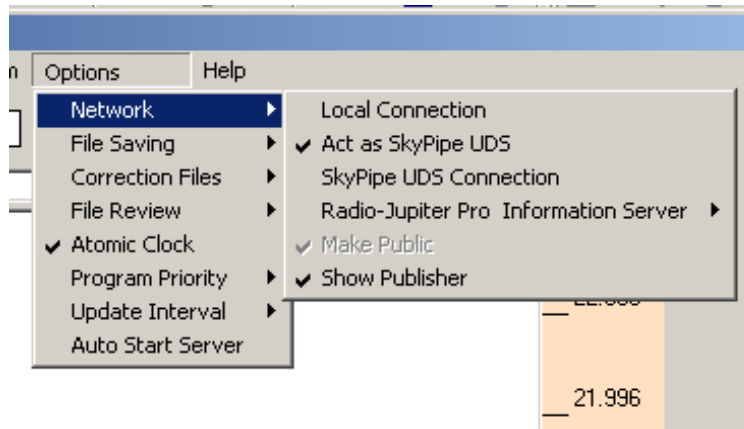 Options Help
Network
File Saving
Correction Files
File Review
Atomic Clock
Program Priority
Update Interval
Auto Start Server
Local Connection
Act as SkyPipe UDS
SkyPipe UDS Connection
Radio-Jupiter Pro Information Server
Make Public
Show Publisher
21.996